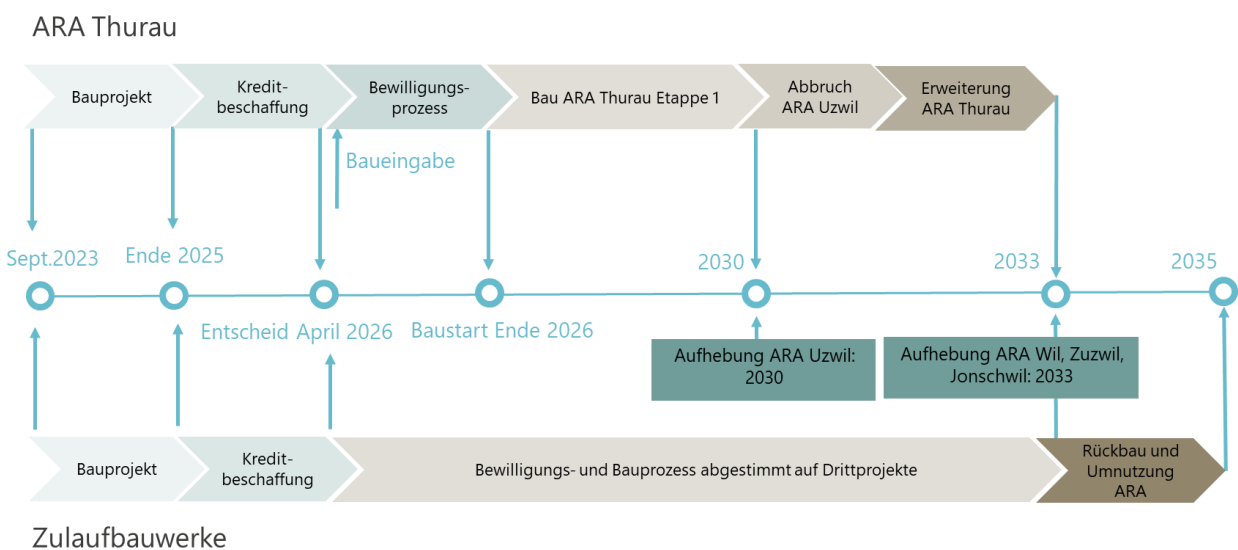 ARA Thurau
Bauprojekt
Kredit-
beschaffung
Bewilligungs-
prozess
Bau ARA Thurau Etappe 1
Abbruch
ARA Uzwil
Erweiterung
ARA Thurau
Baueingabe
Sept.2023
Ende 2025
2030
2033
2035
Entscheid April 2026
Baustart Ende 2026
Aufhebung ARA Uzwil:
2030
Aufhebung ARA Wil, Zuzwil,
Jonschwil: 2033
Bauprojekt
Kredit-
beschaffung
Bewilligungs- und Bauprozess abgestimmt auf Drittprojekte
Rückbau und
Umnutzung
ARA
Zulaufbauwerke